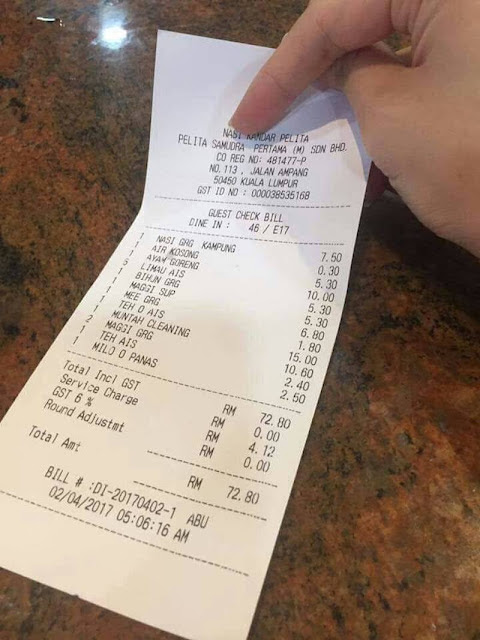 NASI KANDAR PELITA
PELITA SAMUDRA PERTAMA (M) SDN BHD.
CO REG NO: 481477-P
NO.113 , JALAN AMPANG
50450 KUALA LUMPUR
GST ID NO : 000038535168
GUEST CHECK BILL
DINE IN : 46 / E17
1 NASI GRG KAMPUNG 7.50
1 AIR KOSONG 0.30
1 AYAM GORENG 5.30
5 LIMAU AIS 10.00
1 BIHUN GRG 5.30
1 MAGGI SUP 5.30
1 MEE GRG 6.80
1 TEH O AIS 1.80
1 MUNTAH CLEANING 15.00
2 MAGGI GRG 10.60
1 TEH AIS 2.40
1 MILO O PANAS 2.50
Total Incl GST RM 72.80
Service Charge RM 0.00
GST 6 % RM 4.12
Round Adjustmt RM 0.00
Total Amt RM 72.80
BILL # :DI-20170402-1 ABU
02/04/2017 05:06:16 AM